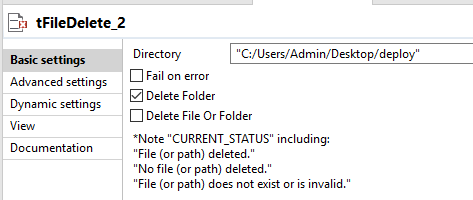 tFileDelete_2
Basic settings
Advanced settings
Dynamic settings
View
Documentation
Directory "C:/Users/Admin/Desktop/deploy"
Fail on error
Delete Folder
Delete File Or Folder
*Note "CURRENT_STATUS" including:
"File (or path) deleted."
"No file (or path) deleted."
"File (or path) does not exist or is invalid."